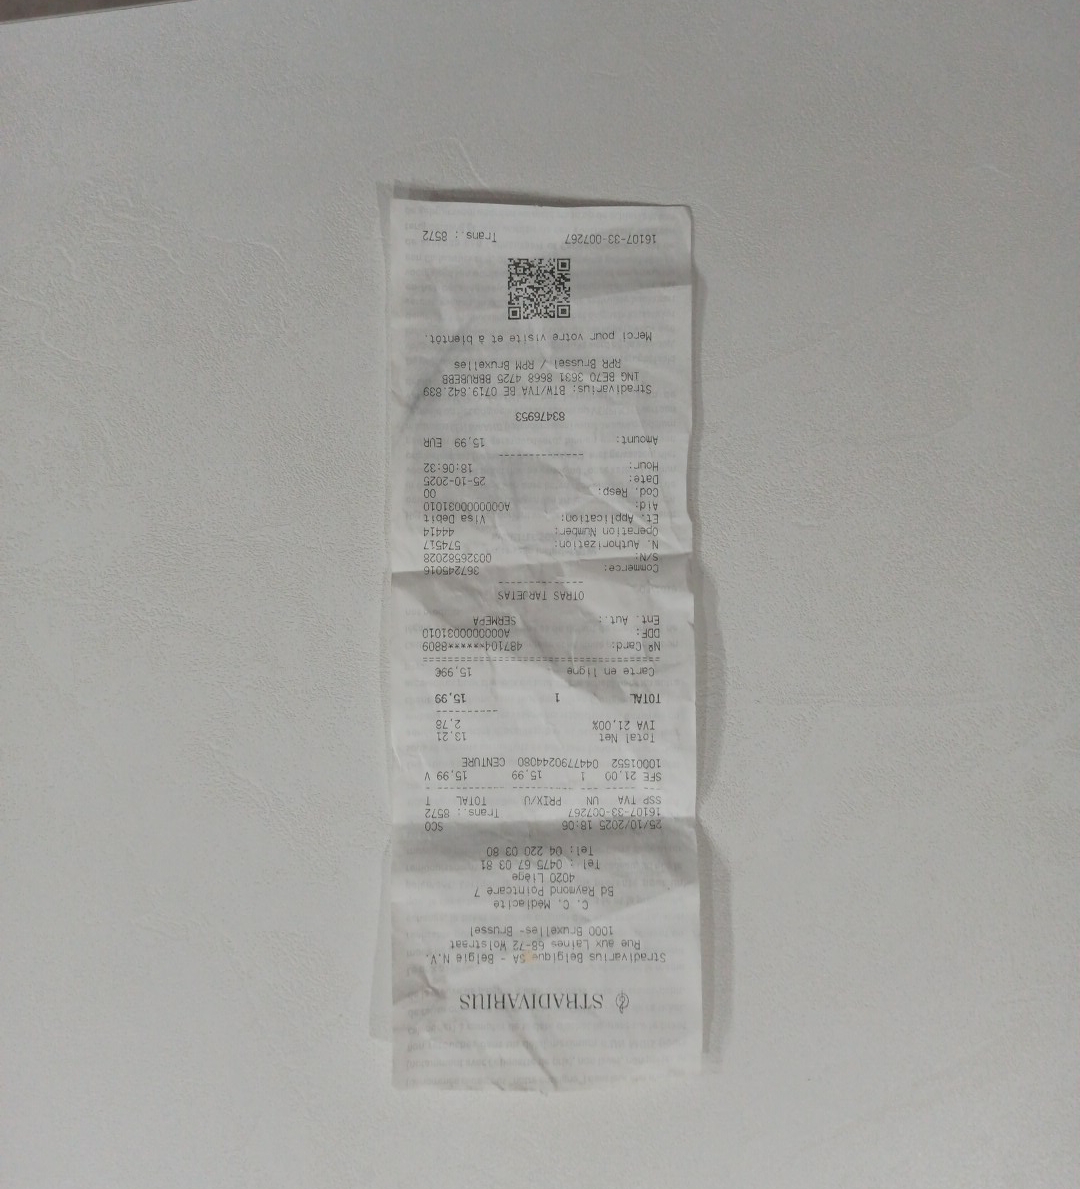 STRADIVARIUS
Stradivarius Belgique SA - Belgie N.V.
Rue aux Laines 68-72 Wolstraat
1000 Bruxelles- Brussel
C. C. Médiacité
Bd Raymond Pointcaré 7
4020 Liège
Tel : 0475 67 03 81
Tel: 04 220 03 80
25/10/2025 18:06 SCO
16107-33-007267 Trans.: 8572
SSP TVA UN PRIX/U TOTAL T
SFE 21,00 1 15,99 15,99 V
100015552 04477902440080 CENTURE
Total Net 13,21
IVA 21,00% 2,78
TOTAL 1 15,99
Carte en ligne 15,99€
Nº Card: 487104******8809
DDF: A0000000031010
Ent. Aut.: SERMEPA
OTRAS TARJETAS
Commerce: 367245016
S/N: 00326582028
N. Authorization: 574517
Operation Number: 44414
Et. Application: Visa Debit
Aid: A0000000031010
Cod. Resp: 00
Date: 25-10-2025
Hour: 18:06:32
Amount: 15,99 EUR
83476953
Stradivarius: BTW/TVA BE 0719.842.839
ING BE70 3631 8668 4725 BBRUBEBB
RPR Brussel / RPM Bruxelles
Merci pour votre visite et à bientôt.
16107-33-007267 Trans.: 8572